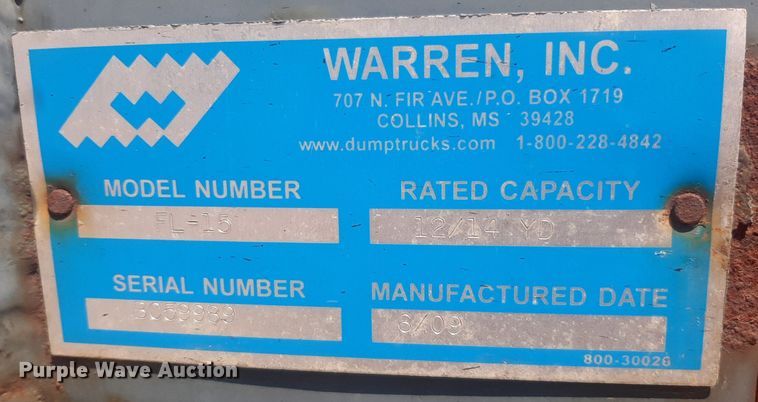 WARREN, INC.
707 N. FIR AVE./P.O. BOX 1719
COLLINS, MS 39428
www.dumptrucks.com 1-800-228-4842
MODEL NUMBER
FL-15
RATED CAPACITY
12/14 YD
SERIAL NUMBER
MANUFACTURED DATE
6/09
800-30026
Purple Wave Auction